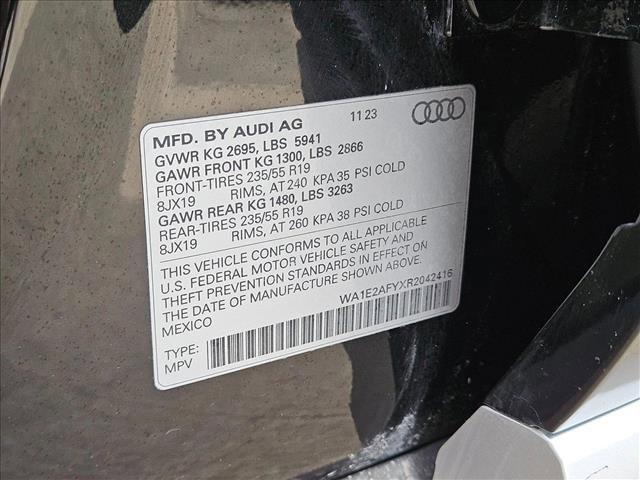 MFD. BY AUDI AG 11 23
GVWR KG 2695, LBS 5941
GAWR FRONT KG 1300, LBS 2866
FRONT-TIRES 235/55 R19
8JX19 RIMS, AT 240 KPA 35 PSI COLD
GAWR REAR KG 1480, LBS 3263
REAR-TIRES 235/55 R19
8JX19 RIMS, AT 260 KPA 38 PSI COLD
THIS VEHICLE CONFORMS TO ALL APPLICABLE
U.S. FEDERAL MOTOR VEHICLE SAFETY AND
THEFT PREVENTION STANDARDS IN EFFECT ON
THE DATE OF MANUFACTURE SHOWN ABOVE
MEXICO WA1E2AFYXR2042416
TYPE:
MPV